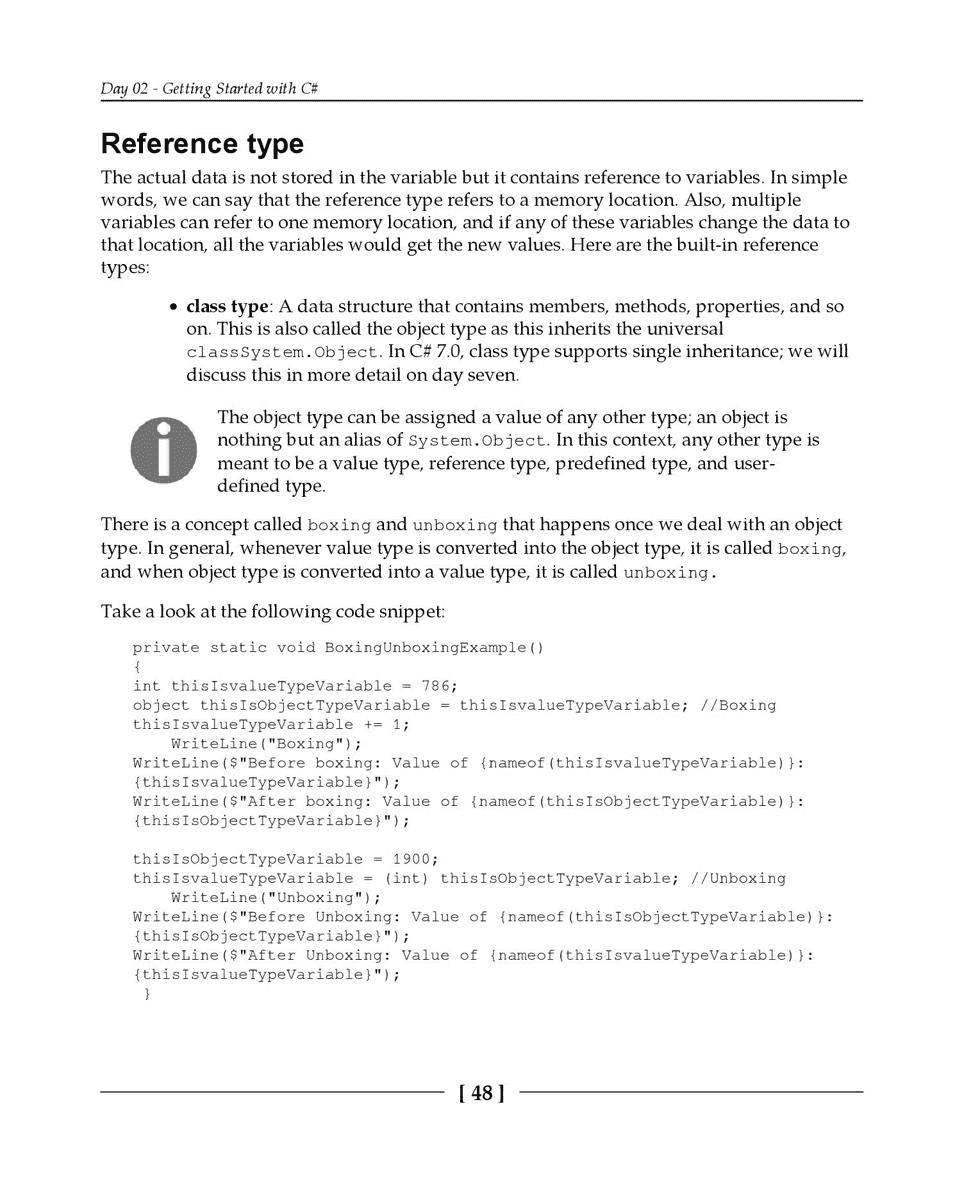 Day 02 - Getting Started with C#
Reference type
The actual data is not stored in the variable but it contains reference to variables. In simple
words, we can say that the reference type refers to a memory location. Also, multiple
variables can refer to one memory location, and if any of these variables change the data to
that location, all the variables would get the new values. Here are the built-in reference
types:
• class type: A data structure that contains members, methods, properties, and so
on. This is also called the object type as this inherits the universal
classSystem.Object. In C# 7.0, class type supports single inheritance; we will
discuss this in more detail on day seven.
The object type can be assigned a value of any other type; an object is
nothing but an alias of System.Object. In this context, any other type is
meant to be a value type, reference type, predefined type, and user-
defined type.
There is a concept called boxing and unboxing that happens once we deal with an object
type. In general, whenever value type is converted into the object type, it is called boxing,
and when object type is converted into a value type, it is called unboxing.
Take a look at the following code snippet:
private static void BoxingUnboxingExample()
{
int thisIsvalueTypeVariable = 786;
object thisIsObjectTypeVariable = thisIsvalueTypeVariable; //Boxing
thisIsvalueTypeVariable += 1;
    WriteLine("Boxing");
WriteLine($"Before boxing: Value of {nameof(thisIsvalueTypeVariable)}:
{thisIsvalueTypeVariable}");
WriteLine($"After boxing: Value of {nameof(thisIsObjectTypeVariable)}:
{thisIsObjectTypeVariable}");
thisIsObjectTypeVariable = 1900;
thisIsvalueTypeVariable = (int) thisIsObjectTypeVariable; //Unboxing
    WriteLine("Unboxing");
WriteLine($"Before Unboxing: Value of {nameof(thisIsObjectTypeVariable)}:
{thisIsObjectTypeVariable}");
WriteLine($"After Unboxing: Value of {nameof(thisIsvalueTypeVariable)}:
{thisIsvalueTypeVariable}");
}
[ 48 ]